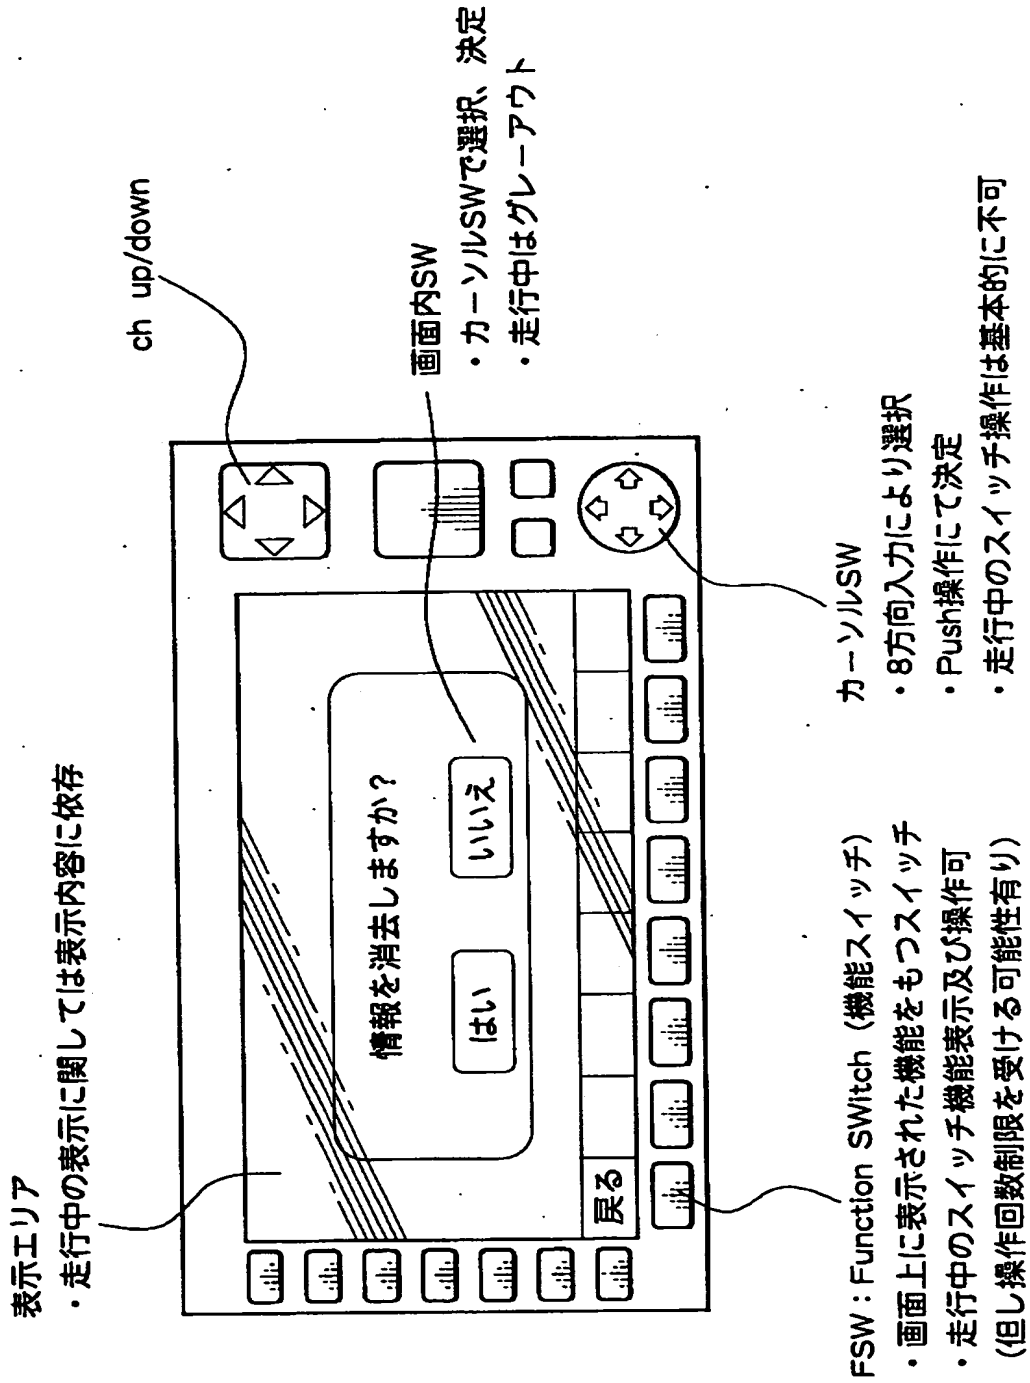 表示エリア
・走行中の表示に関しては表示内容に依存
ch up/down
画面内SW
・カーソルSWで選択、決定
・走行中はグレーアウト
情報を消去しますか？
はい
いいえ
戻る
FSW：Function SWitch（機能スイッチ）
・画面上に表示された機能をもつスイッチ
・走行中のスイッチ機能表示及び操作可
（但し操作回数制限を受ける可能性有り）
カーソルSW
・8方向入力により選択
・Push操作にて決定
・走行中のスイッチ操作は基本的に不可